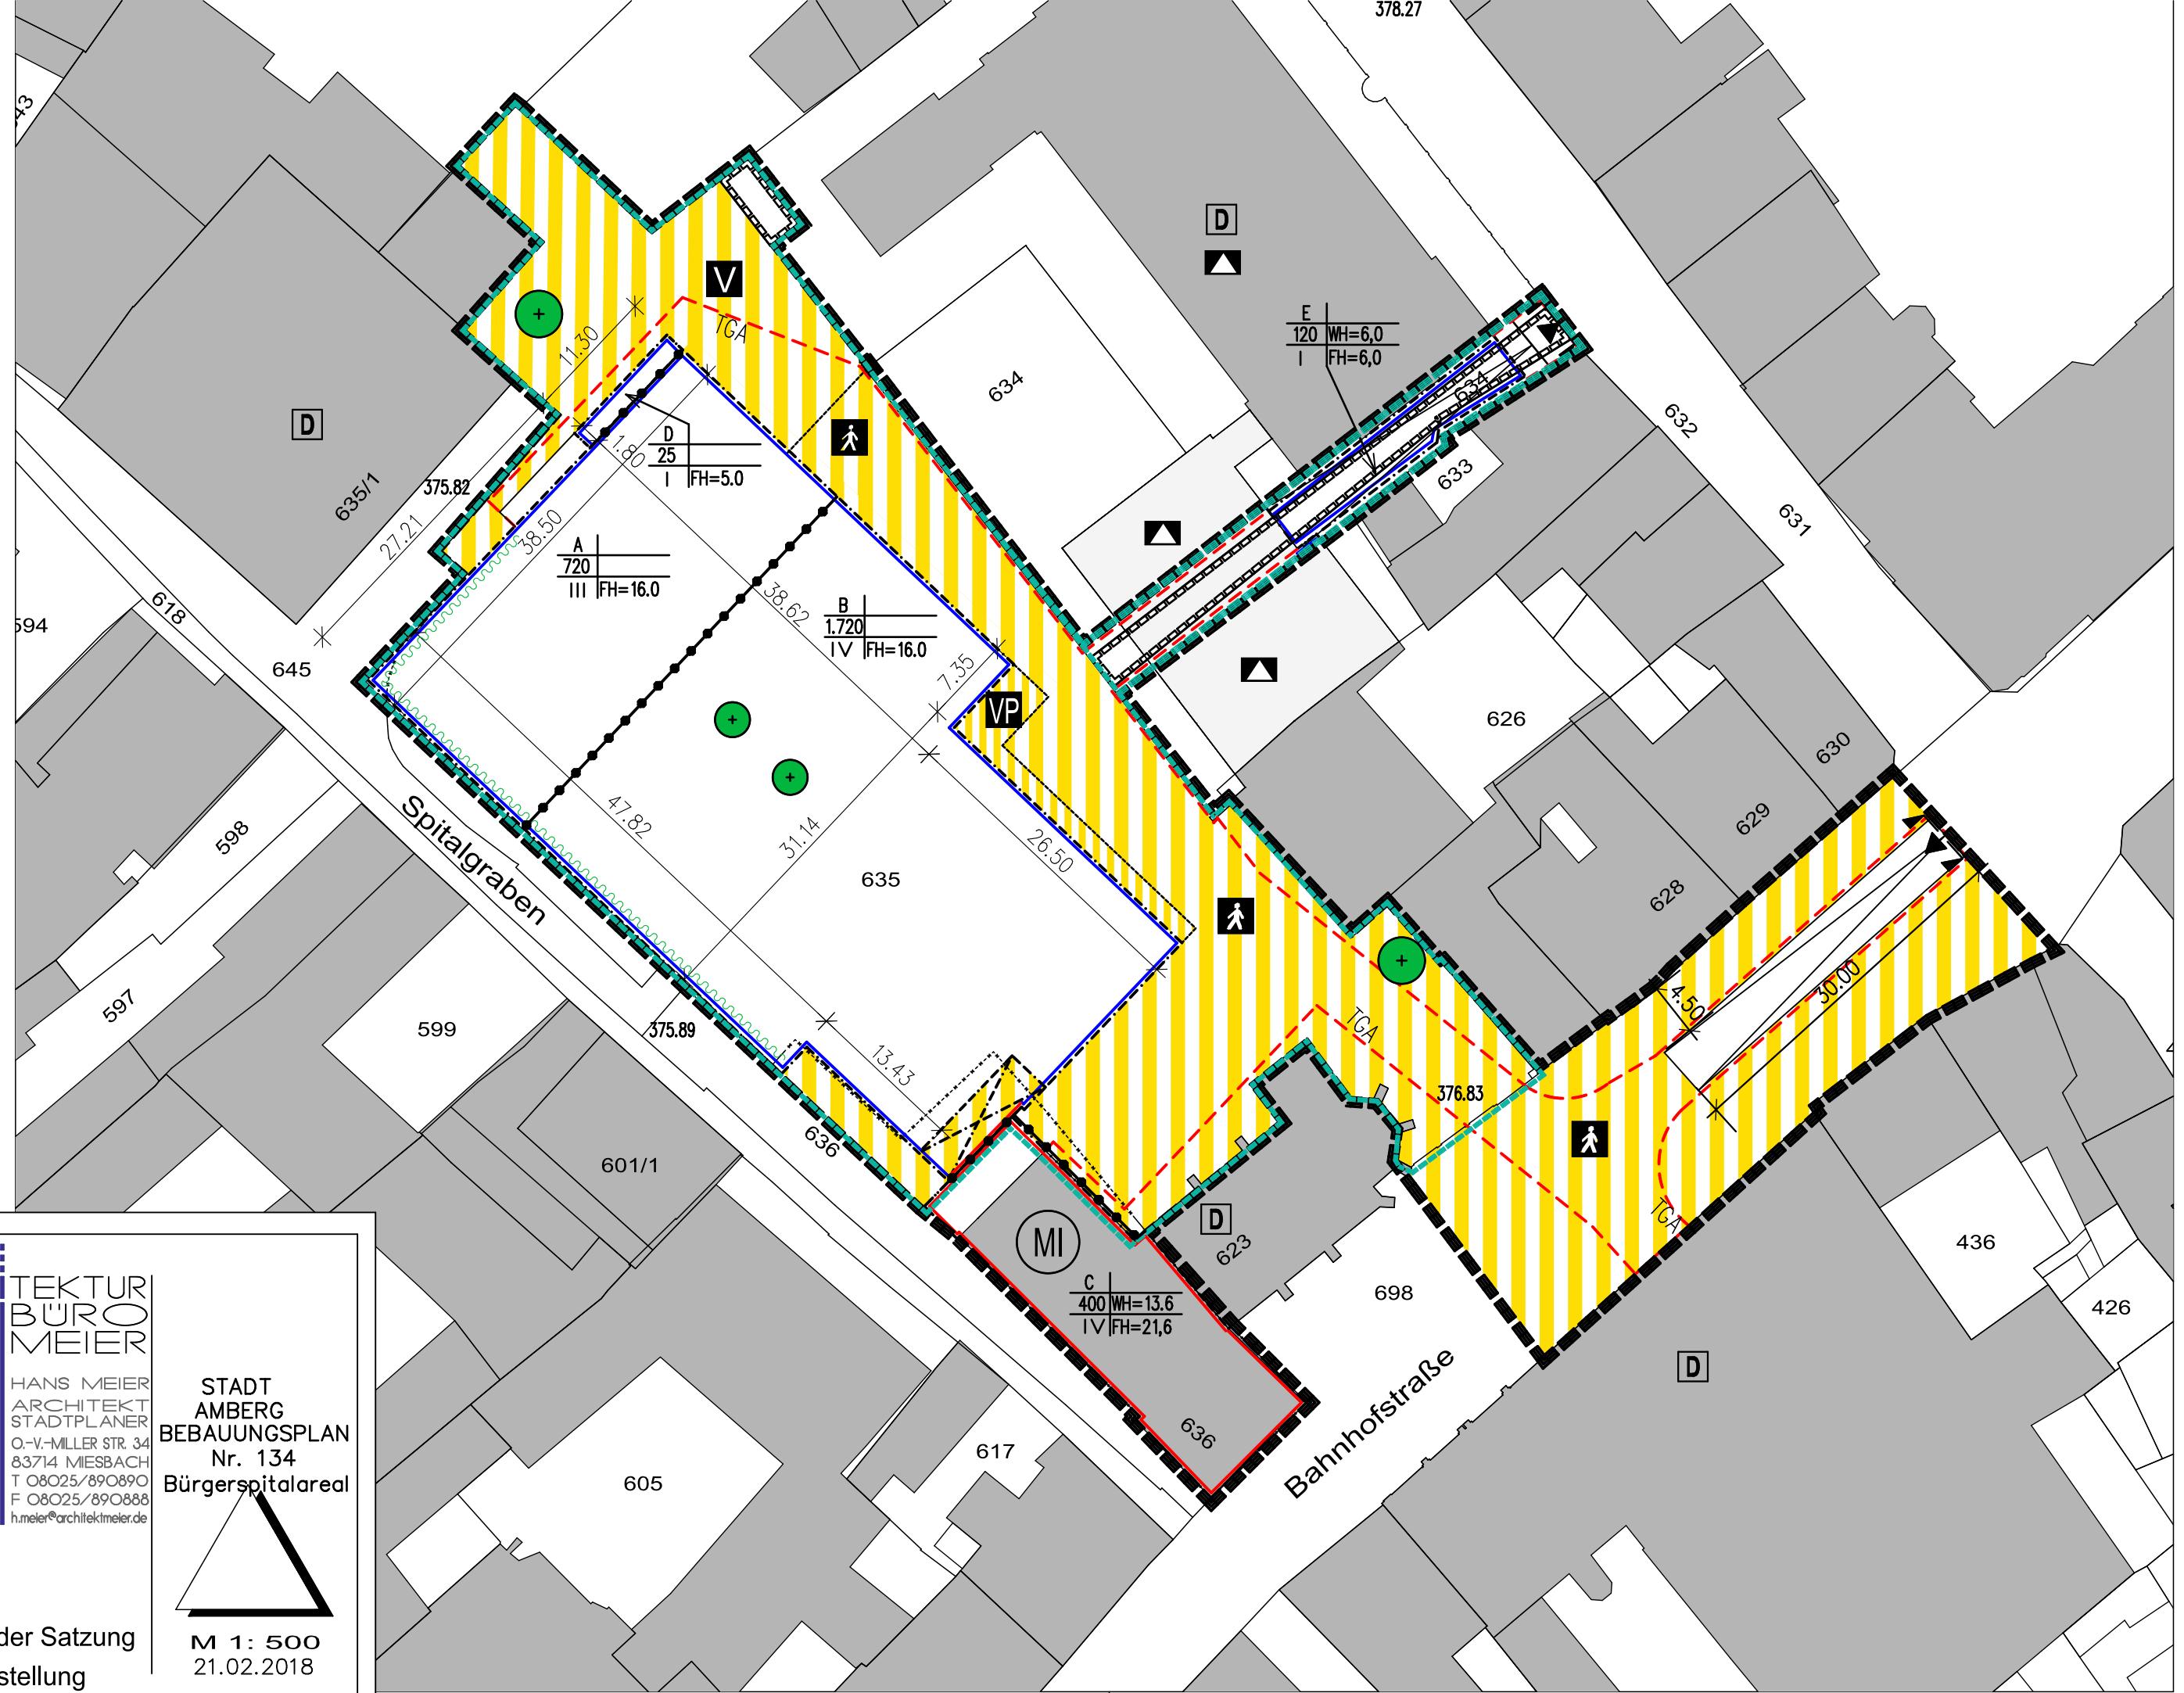 378.27
43
D
V
TGA
E
120 WH=6,0
I FH=6,0
634
11.30
634
632
D
633
D
25
I FH=5.0
1.80
635/1
375.82
27.21
38.50
631
A
720
III FH=16.0
38.62
B
1.720
IV FH=16.0
618
594
645
7.35
VP
626
630
629
628
598
Spitalgraben
47.82
31.14
26.50
635
597
599
375.89
13.43
TGA
4.50
30.00
376.83
636
601/1
TGA
D
623
MI
C
400 WH=13.6
IV FH=21,6
698
436
426
D
636
Bahnhofstraße
617
605
TEKTUR
BÜRO
MEIER
HANS MEIER
ARCHITEKT
STADTPLANER
O.-V.-MILLER STR. 34
83714 MIESBACH
T 08025/890890
F 08025/890888
h.meier@architektmeier.de
STADT
AMBERG
BEBAUUNGSPLAN
Nr. 134
Bürgerspitalareal
M 1: 500
21.02.2018
der Satzung
stellung